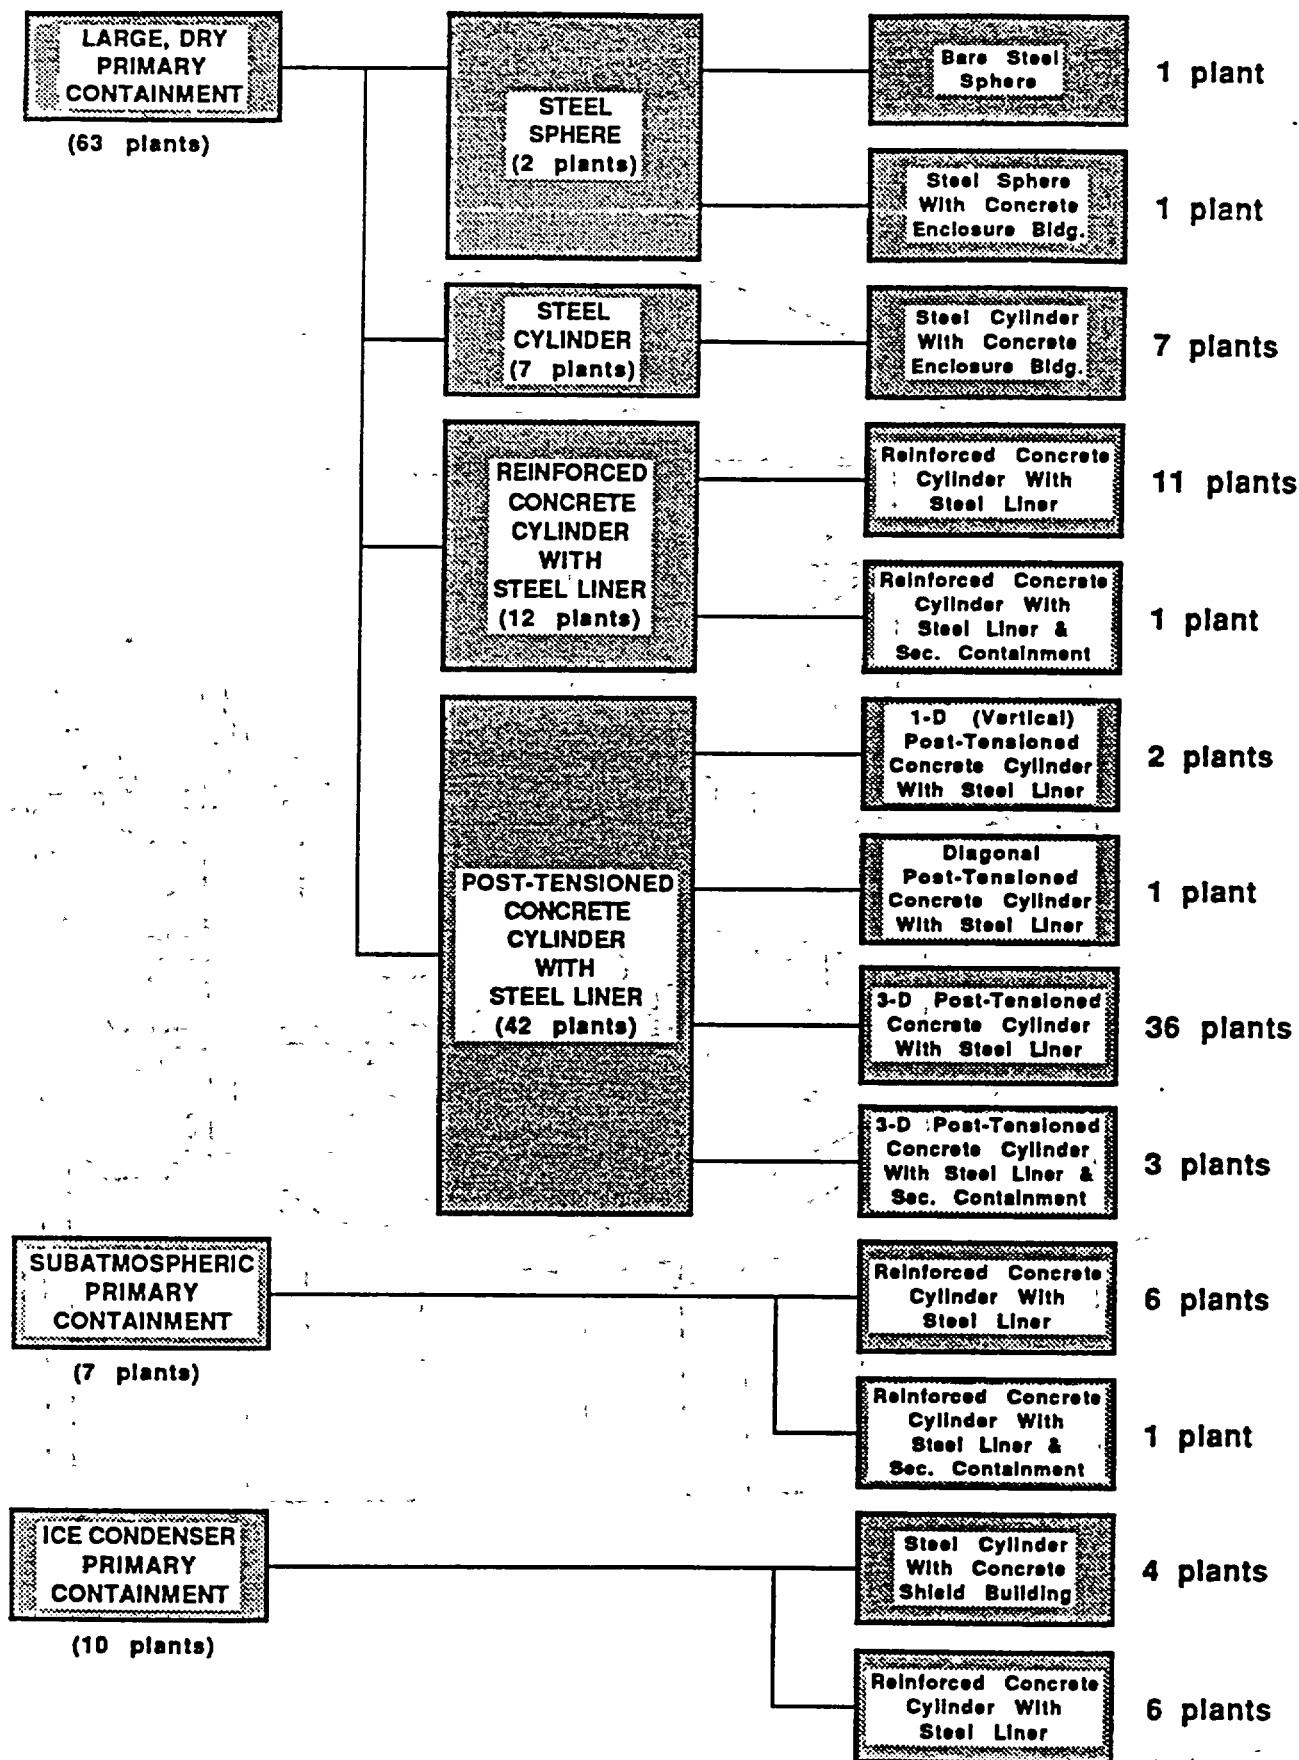 LARGE, DRY
PRIMARY
CONTAINMENT
(63 plants)
STEEL
SPHERE
(2 plants)
Bare Steel
Sphere
1 plant
Steel Sphere
With Concrete
Enclosure Bldg.
1 plant
STEEL
CYLINDER
(7 plants)
Steel Cylinder
With Concrete
Enclosure Bldg.
7 plants
REINFORCED
CONCRETE
CYLINDER
WITH
STEEL LINER
(12 plants)
Reinforced Concrete
Cylinder With
Steel Liner
11 plants
Reinforced Concrete
Cylinder With
Steel Liner &
Sec. Containment
1 plant
POST-TENSIONED
CONCRETE
CYLINDER
WITH
STEEL LINER
(42 plants)
1-D (Vertical)
Post-Tensioned
Concrete Cylinder
With Steel Liner
2 plants
Diagonal
Post-Tensioned
Concrete Cylinder
With Steel Liner
1 plant
3-D Post-Tensioned
Concrete Cylinder
With Steel Liner
36 plants
3-D Post-Tensioned
Concrete Cylinder
With Steel Liner &
Sec. Containment
3 plants
SUBATMOSPHERIC
PRIMARY
CONTAINMENT
(7 plants)
Reinforced Concrete
Cylinder With
Steel Liner
6 plants
Reinforced Concrete
Cylinder With
Steel Liner &
Sec. Containment
1 plant
ICE CONDENSER
PRIMARY
CONTAINMENT
(10 plants)
Steel Cylinder
With Concrete
Shield Building
4 plants
Reinforced Concrete
Cylinder With
Steel Liner
6 plants